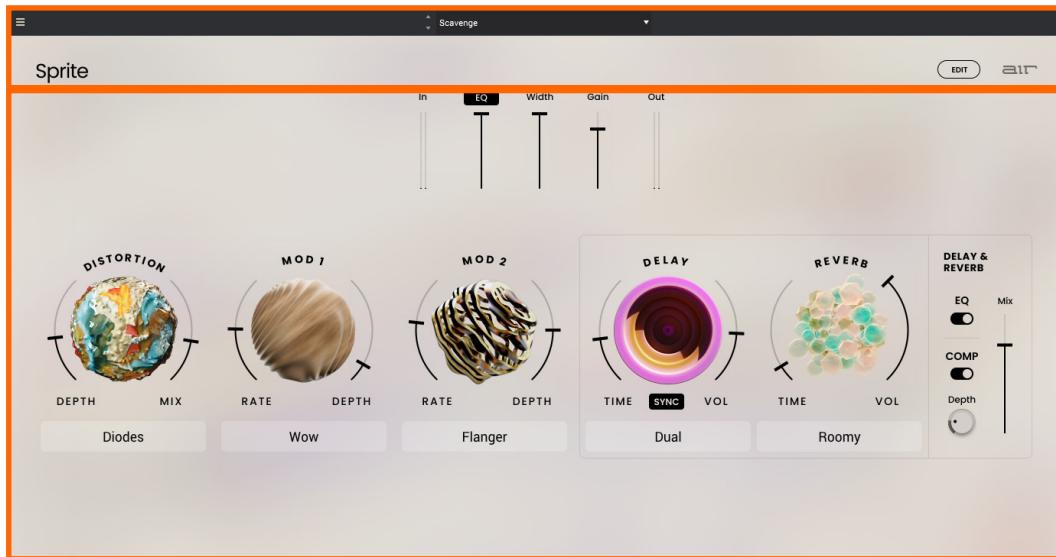 Scavenge
Sprite
EDIT
air
In EQ Width Gain Out
DISTORTION
MOD 1
MOD 2
DELAY
REVERB
DELAY &
REVERB
EQ
Mix
COMP
Depth
DEPTH MIX
RATE DEPTH
RATE DEPTH
TIME SYNC VOL
TIME VOL
Diodes
Wow
Flanger
Dual
Roomy